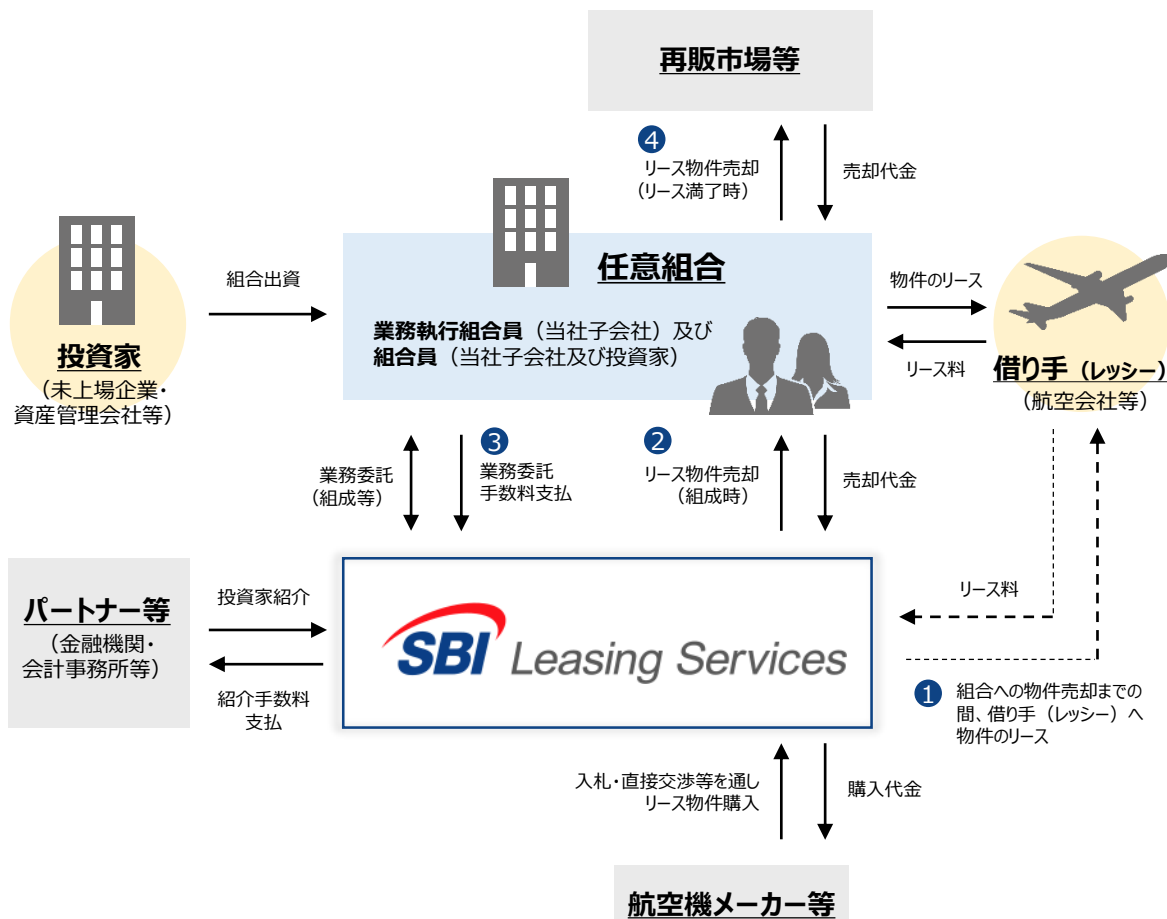 再販市場等
4
リース物件売却
(リース満了時)
売却代金
任意組合
業務執行組合員（当社子会社）及び
組合員（当社子会社及び投資家）
組合出資
投資家
（未上場企業・
資産管理会社等）
物件のリース
リース料
借り手（レッシー）
（航空会社等）
業務委託
(組成等)
3
業務委託
手数料支払
2
リース物件売却
(組成時)
売却代金
パートナー等
（金融機関・
会計事務所等）
投資家紹介
紹介手数料
支払
SBI Leasing Services
リース料
1
組合への物件売却までの
間、借り手（レッシー）へ
物件のリース
入札・直接交渉等を通し
リース物件購入
購入代金
航空機メーカー等